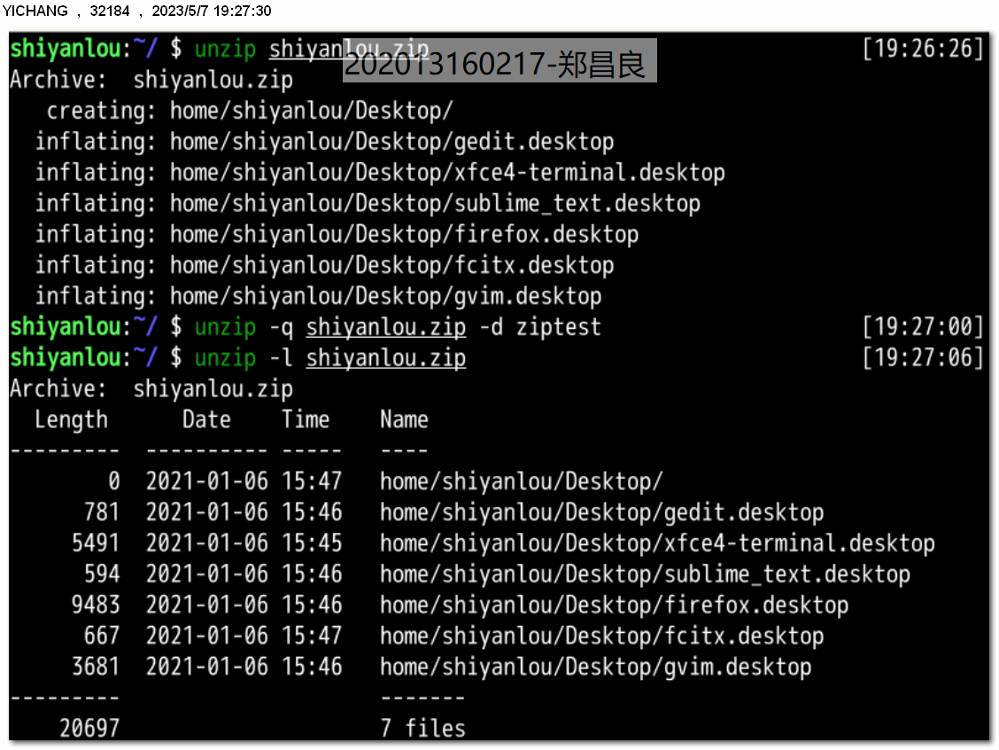 YICHANG , 32184 , 2023/5/7 19:27:30
shiyanlou:~/ $ unzip shiyanlou.zip [19:26:26]
202013160217-郑昌良
Archive:  shiyanlou.zip
   creating: home/shiyanlou/Desktop/
  inflating: home/shiyanlou/Desktop/gedit.desktop
  inflating: home/shiyanlou/Desktop/xfce4-terminal.desktop
  inflating: home/shiyanlou/Desktop/sublime_text.desktop
  inflating: home/shiyanlou/Desktop/firefox.desktop
  inflating: home/shiyanlou/Desktop/fcitx.desktop
  inflating: home/shiyanlou/Desktop/gvim.desktop
shiyanlou:~/ $ unzip -q shiyanlou.zip -d ziptest [19:27:00]
shiyanlou:~/ $ unzip -l shiyanlou.zip [19:27:06]
Archive:  shiyanlou.zip
  Length      Date    Time    Name
---------  ---------- -----   ----
        0  2021-01-06 15:47   home/shiyanlou/Desktop/
      781  2021-01-06 15:46   home/shiyanlou/Desktop/gedit.desktop
     5491  2021-01-06 15:45   home/shiyanlou/Desktop/xfce4-terminal.desktop
      594  2021-01-06 15:46   home/shiyanlou/Desktop/sublime_text.desktop
     9483  2021-01-06 15:46   home/shiyanlou/Desktop/firefox.desktop
      667  2021-01-06 15:47   home/shiyanlou/Desktop/fcitx.desktop
     3681  2021-01-06 15:46   home/shiyanlou/Desktop/gvim.desktop
---------                     -------
    20697                     7 files